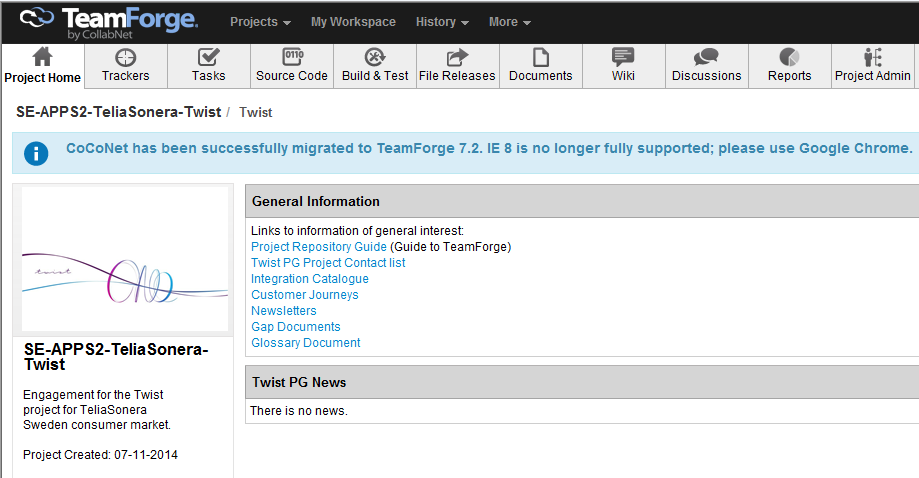 TeamForge.
by CollabNet
Projects
My Workspace
History
More
Project Home
Trackers
Tasks
0110
Source Code
Build & Test
File Releases
Documents
Wiki
Discussions
Reports
Project Admin
SE-APPS2-TeliaSonera-Twist / Twist
CoCoNet has been successfully migrated to TeamForge 7.2. IE 8 is no longer fully supported; please use Google Chrome.
twist
SE-APPS2-TeliaSonera-
Twist
Engagement for the Twist
project for TeliaSonera
Sweden consumer market.
Project Created: 07-11-2014
General Information
Links to information of general interest:
Project Repository Guide (Guide to TeamForge)
Twist PG Project Contact list
Integration Catalogue
Customer Journeys
Newsletters
Gap Documents
Glossary Document
Twist PG News
There is no news.